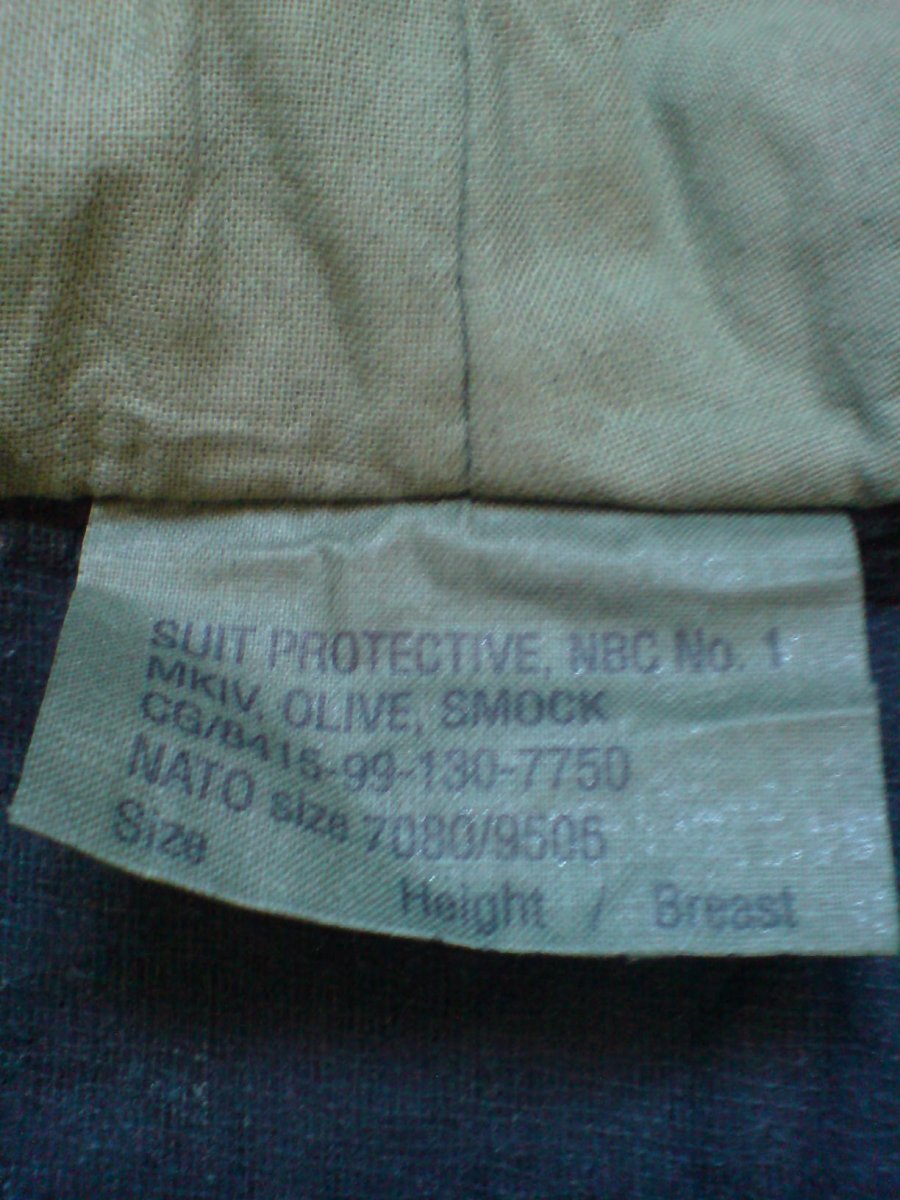 SUIT PROTECTIVE, NBC No. 1
MKIV, OLIVE, SMOCK
CG/8415-99-130-7750
NATO size 7080/9505
Size
Height / Breast